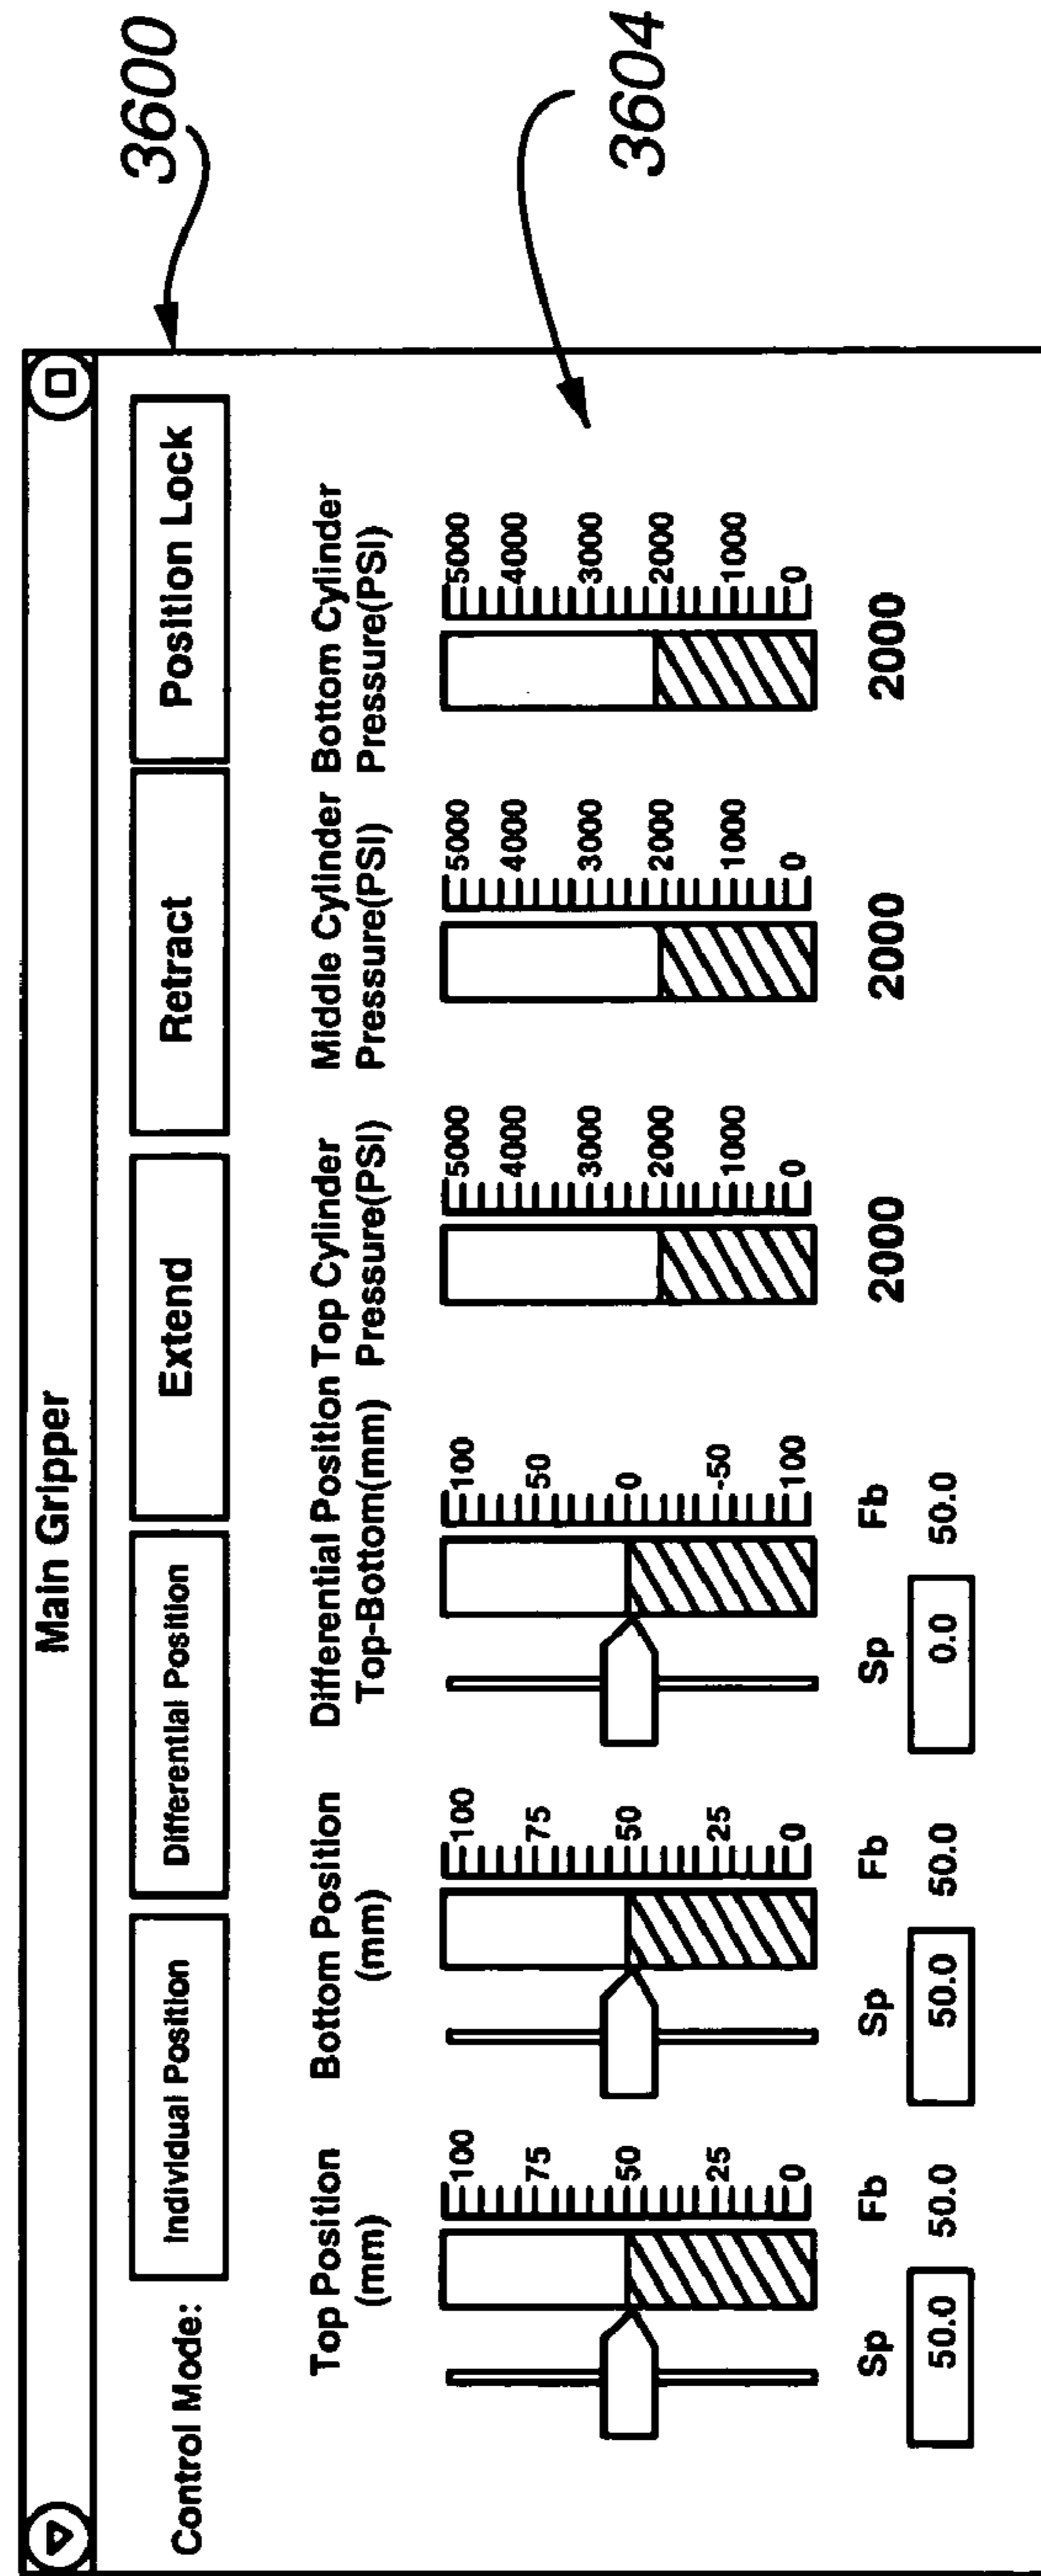 Main Gripper
3600
Control Mode: Individual Position Differential Position Extend Retract Position Lock
3604
Top Position Bottom Position Differential Position Top Cylinder Middle Cylinder Bottom Cylinder
(mm) (mm) Top-Bottom(mm) Pressure(PSI) Pressure(PSI) Pressure(PSI)
100 100 100 5000 5000 5000
4000 4000 4000
75 75 50
3000 3000 3000
50 50 0
2000 2000 2000
25 25 -50 1000 1000 1000
0 0 100 0 0 0
Sp Fb Sp Fb Sp Fb 2000 2000 2000
50.0 50.0 50.0 50.0 0.0 50.0